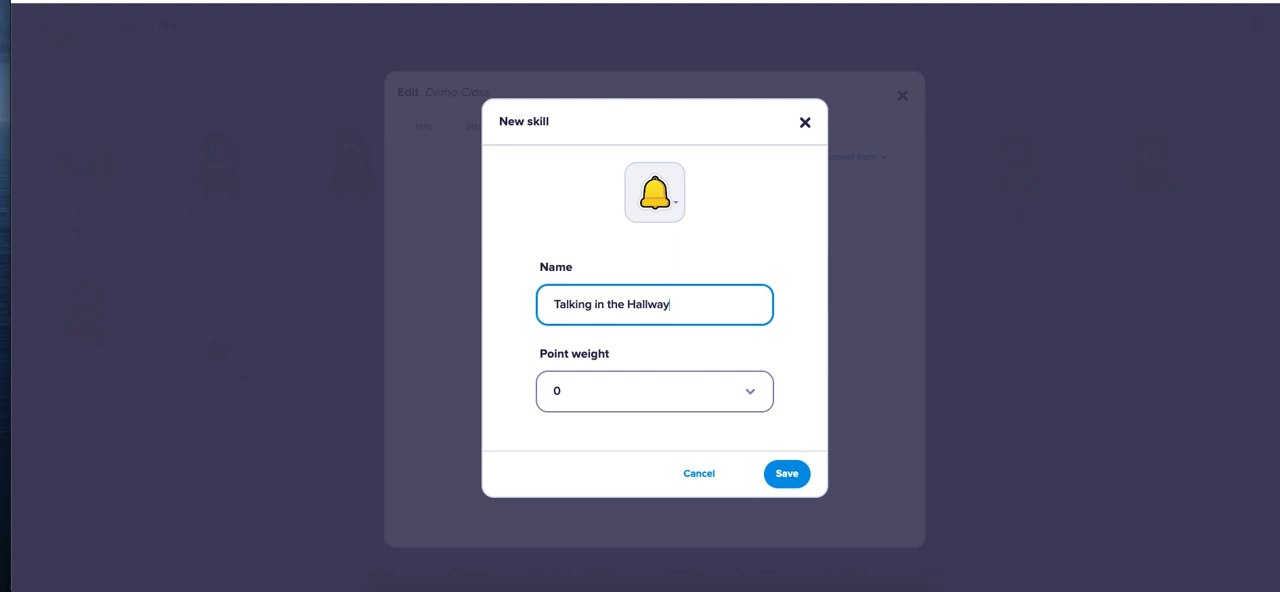 Edit Demo Class
New skill
Info
Name
Talking in the Hallway
Point weight
0
Cancel
Save